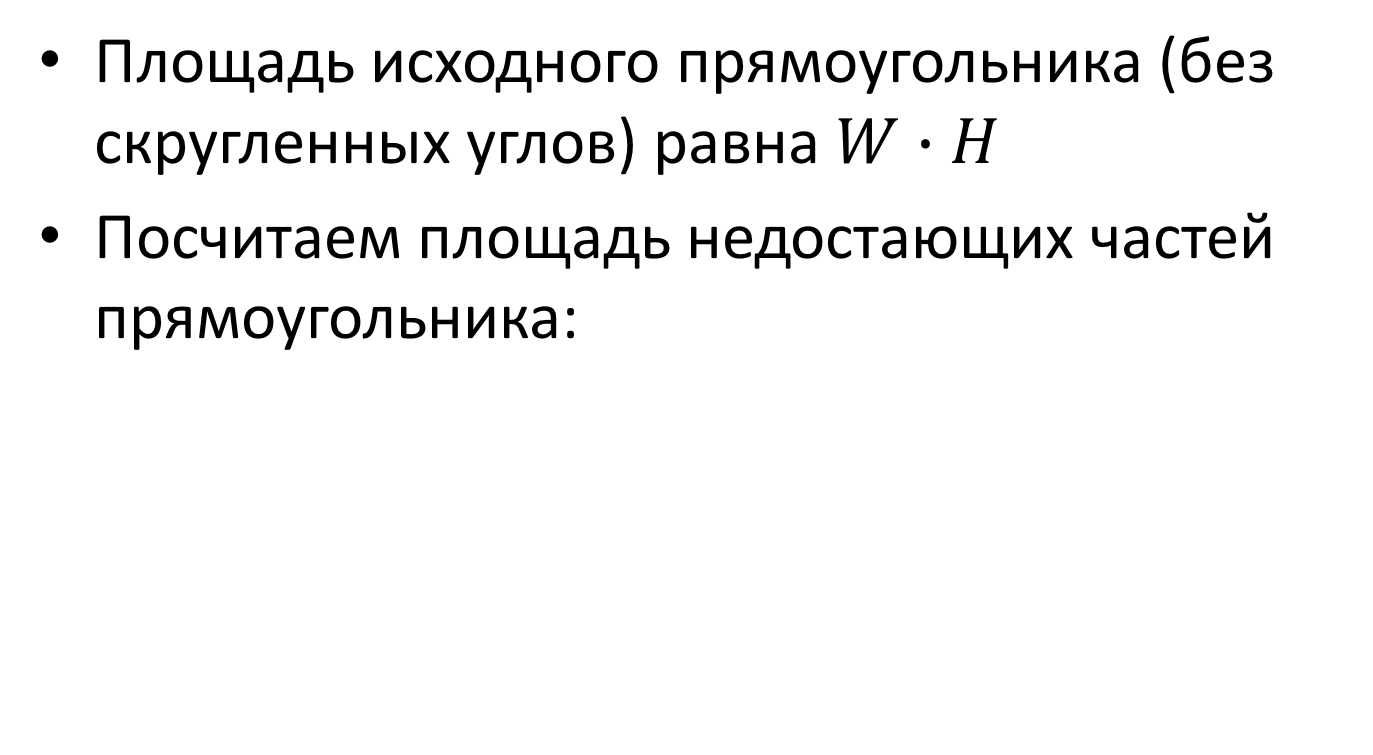 • Площадь исходного прямоугольника (без
скругленных углов) равна W · H
• Посчитаем площадь недостающих частей
прямоугольника: